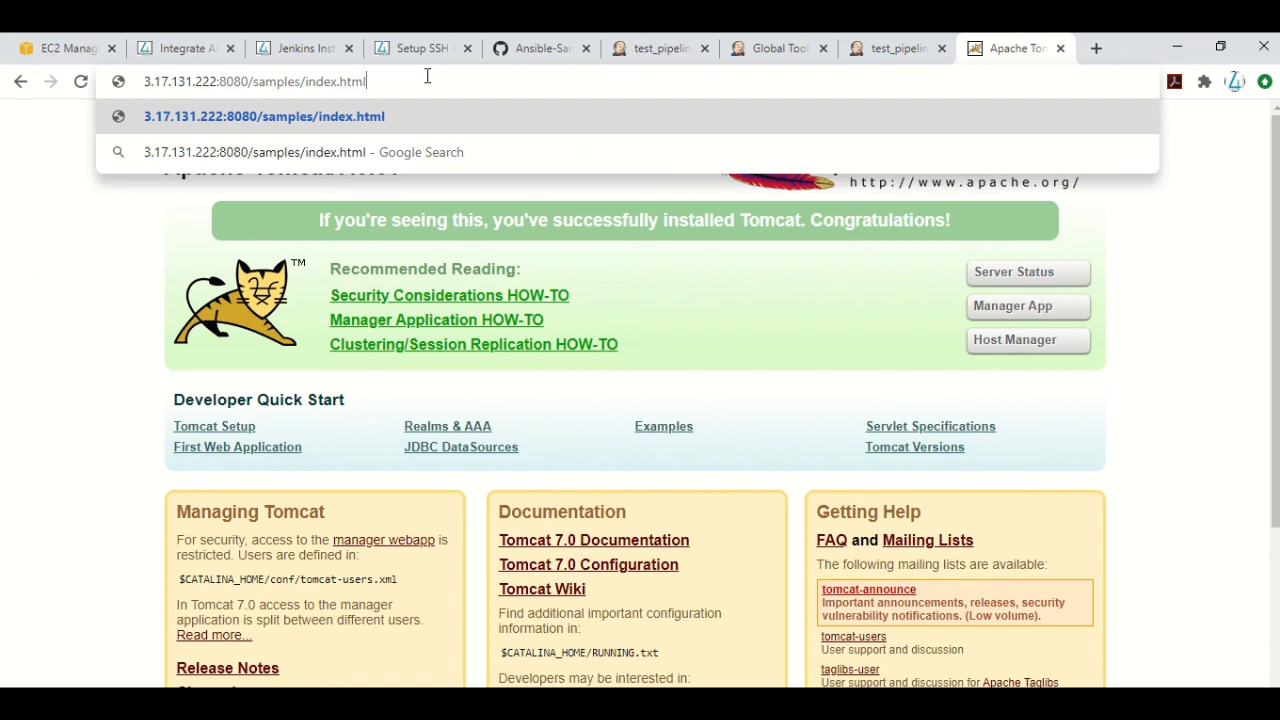 EC2 Manag
Integrate A
Jenkins Inst
Setup SSH
Ansible-Sar
test_pipelin
Global Tool
test_pipelin
Apache Tom
3.17.131.222:8080/samples/index.html
3.17.131.222:8080/samples/index.html
3.17.131.222:8080/samples/index.html - Google Search
http://www.apache.org/
If you're seeing this, you've successfully installed Tomcat. Congratulations!
TM
Recommended Reading:
Security Considerations HOW-TO
Manager Application HOW-TO
Clustering/Session Replication HOW-TO
Server Status
Manager App
Host Manager
Developer Quick Start
Tomcat Setup
First Web Application
Realms & AAA
JDBC DataSources
Examples
Servlet Specifications
Tomcat Versions
Managing Tomcat
For security, access to the manager webapp is
restricted. Users are defined in:
$CATALINA_HOME/conf/tomcat-users.xml
In Tomcat 7.0 access to the manager
application is split between different users.
Read more...
Release Notes
Documentation
Tomcat 7.0 Documentation
Tomcat 7.0 Configuration
Tomcat Wiki
Find additional important configuration
information in:
$CATALINA_HOME/RUNNING.txt
Developers may be interested in:
Getting Help
FAQ and Mailing Lists
The following mailing lists are available:
tomcat-announce
Important announcements, releases, security
vulnerability notifications. (Low volume).
tomcat-users
User support and discussion
taglibs-user
User support and discussion for Apache Taglibs